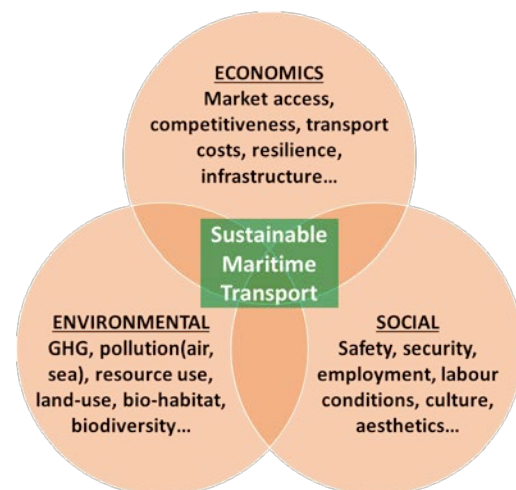 ECONOMICS
Market access,
competitiveness, transport
costs, resilience,
infrastructure…
Sustainable
Maritime
Transport
ENVIRONMENTAL
GHG, pollution(air,
sea), resource use,
land-use, bio-habitat,
biodiversity…
SOCIAL
Safety, security,
employment, labour
conditions, culture,
aesthetics…